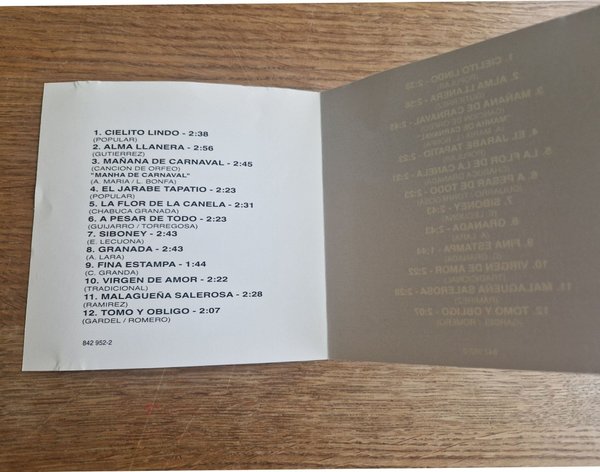 1. CIELITO LINDO - 2:38
(POPULAR)
2. ALMA LLANERA - 2:56
(GUTIERREZ)
3. MAÑANA DE CARNAVAL - 2:45
(CANCION DE ORFEO)
"MANHA DE CARNAVAL"
(A. MARIA / L. BONFA)
4. EL JARABE TAPATIO - 2:23
(POPULAR)
5. LA FLOR DE LA CANELA - 2:31
(CHABUCA GRANADA)
6. A PESAR DE TODO - 2:23
(GUIJARRO / TORREGOSA)
7. SIBONEY - 2:43
(E. LECUONA)
8. GRANADA - 2:43
(A. LARA)
9. FINA ESTAMPA - 1:44
(C. GRANDA)
10. VIRGEN DE AMOR - 2:22
(TRADICIONAL)
11. MALAGUEÑA SALEROSA - 2:28
(RAMIREZ)
12. TOMO Y OBLIGO - 2:07
(GARDEL / ROMERO)
842 952-2